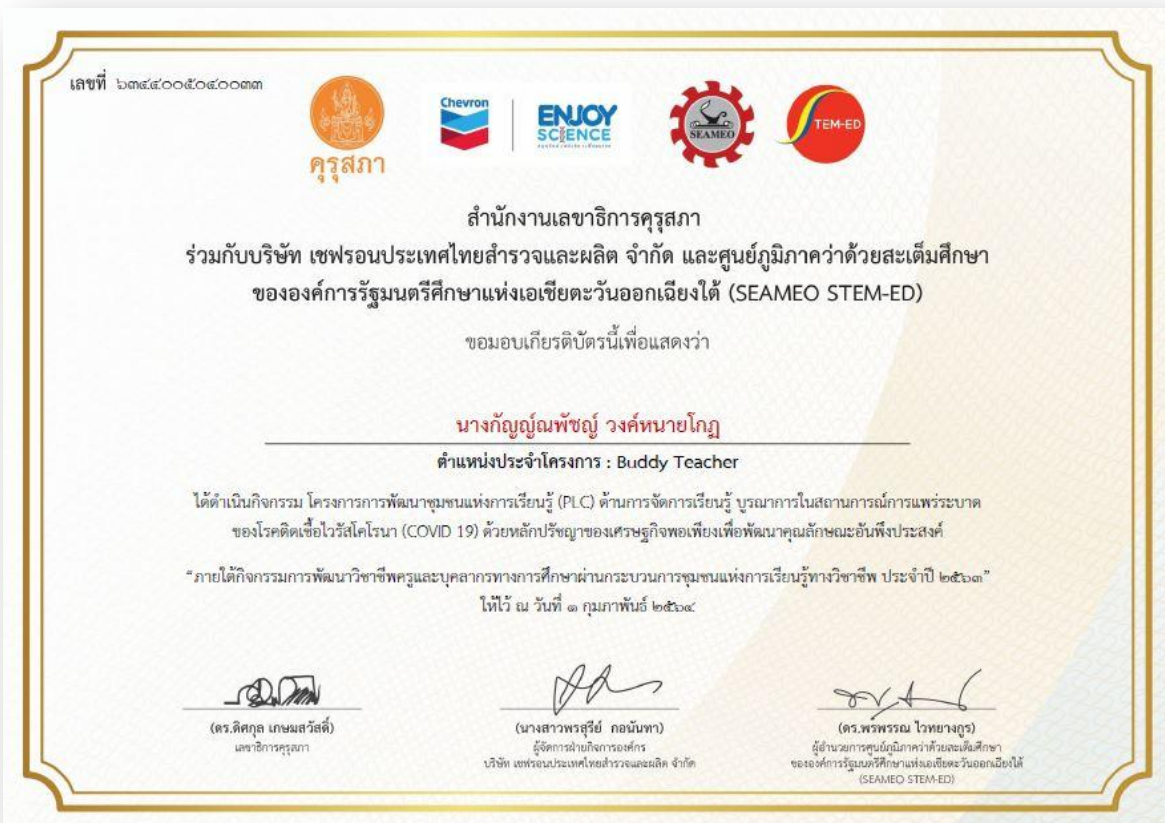 เลขที่ ๖๓๔๔๐๐๕๐๔๐๐๓๓
คุรุสภา
Chevron
ENJOY
SCIENCE
SEAMEO
STEM-ED
สำนักงานเลขาธิการคุรุสภา
ร่วมกับบริษัท เชฟรอนประเทศไทยสำรวจและผลิต จำกัด และศูนย์ภูมิภาคว่าด้วยสะเต็มศึกษา
ขององค์การรัฐมนตรีศึกษาแห่งเอเชียตะวันออกเฉียงใต้ (SEAMEO STEM-ED)
ขอมอบเกียรติบัตรนี้เพื่อแสดงว่า
นางกัญญ์ณพัชญ์ วงค์หนายโกฏ
ตำแหน่งประจำโครงการ : Buddy Teacher
ได้ดำเนินกิจกรรม โครงการการพัฒนาชุมชนแห่งการเรียนรู้ (PLC) ด้านการจัดการเรียนรู้ บูรณาการในสถานการณ์การแพร่ระบาด
ของโรคติดเชื้อไวรัสโคโรนา (COVID 19) ด้วยหลักปรัชญาของเศรษฐกิจพอเพียงเพื่อพัฒนาคุณลักษณะอันพึงประสงค์
“ภายใต้กิจกรรมการพัฒนาวิชาชีพครูและบุคลากรทางการศึกษาผ่านกระบวนการชุมชนแห่งการเรียนรู้ทางวิชาชีพ ประจำปี ๒๕๖๓”
ให้ไว้ ณ วันที่ ๑ กุมภาพันธ์ ๒๕๖๔
(ดร.ดิศกุล เกษมสวัสดิ์)
เลขาธิการคุรุสภา
(นางสาวพรสุรีย์ กอนันทา)
ผู้จัดการฝ่ายกิจการองค์กร
บริษัท เชฟรอนประเทศไทยสำรวจและผลิต จำกัด
(ดร.พรพรรณ ไวทยางกูร)
ผู้อำนวยการศูนย์ภูมิภาคว่าด้วยสะเต็มศึกษา
ขององค์การรัฐมนตรีศึกษาแห่งเอเชียตะวันออกเฉียงใต้
(SEAMEO STEM-ED)